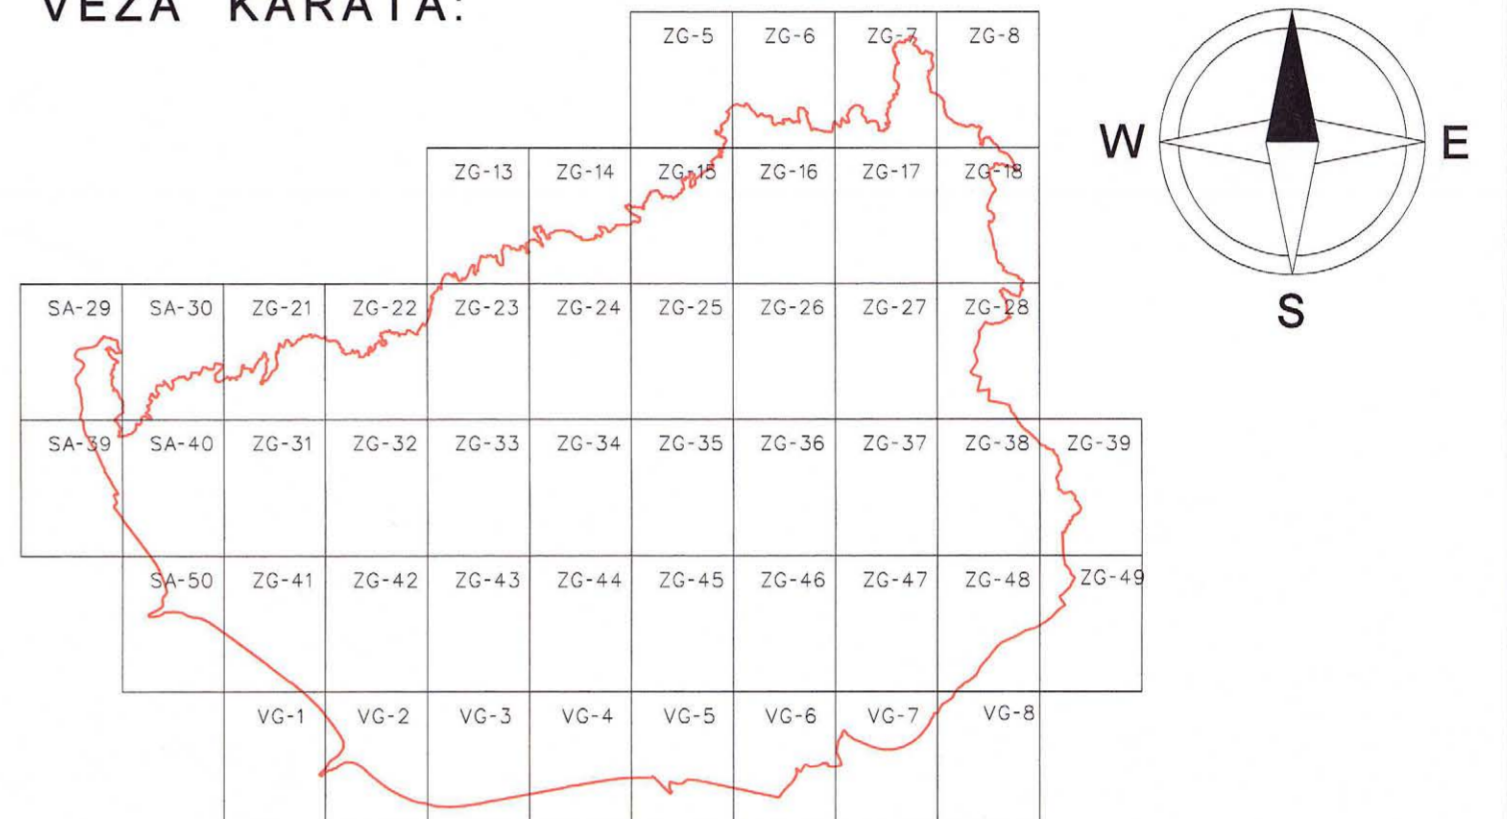 VEZA KARATA:
ZG-5 ZG-6 ZG-7 ZG-8
W E
ZG-13 ZG-14 ZG-15 ZG-16 ZG-17 ZG-18
SA-29 SA-30 ZG-21 ZG-22 ZG-23 ZG-24 ZG-25 ZG-26 ZG-27 ZG-28
S
SA-39 SA-40 ZG-31 ZG-32 ZG-33 ZG-34 ZG-35 ZG-36 ZG-37 ZG-38 ZG-39
SA-50 ZG-41 ZG-42 ZG-43 ZG-44 ZG-45 ZG-46 ZG-47 ZG-48 ZG-49
VG-1 VG-2 VG-3 VG-4 VG-5 VG-6 VG-7 VG-8